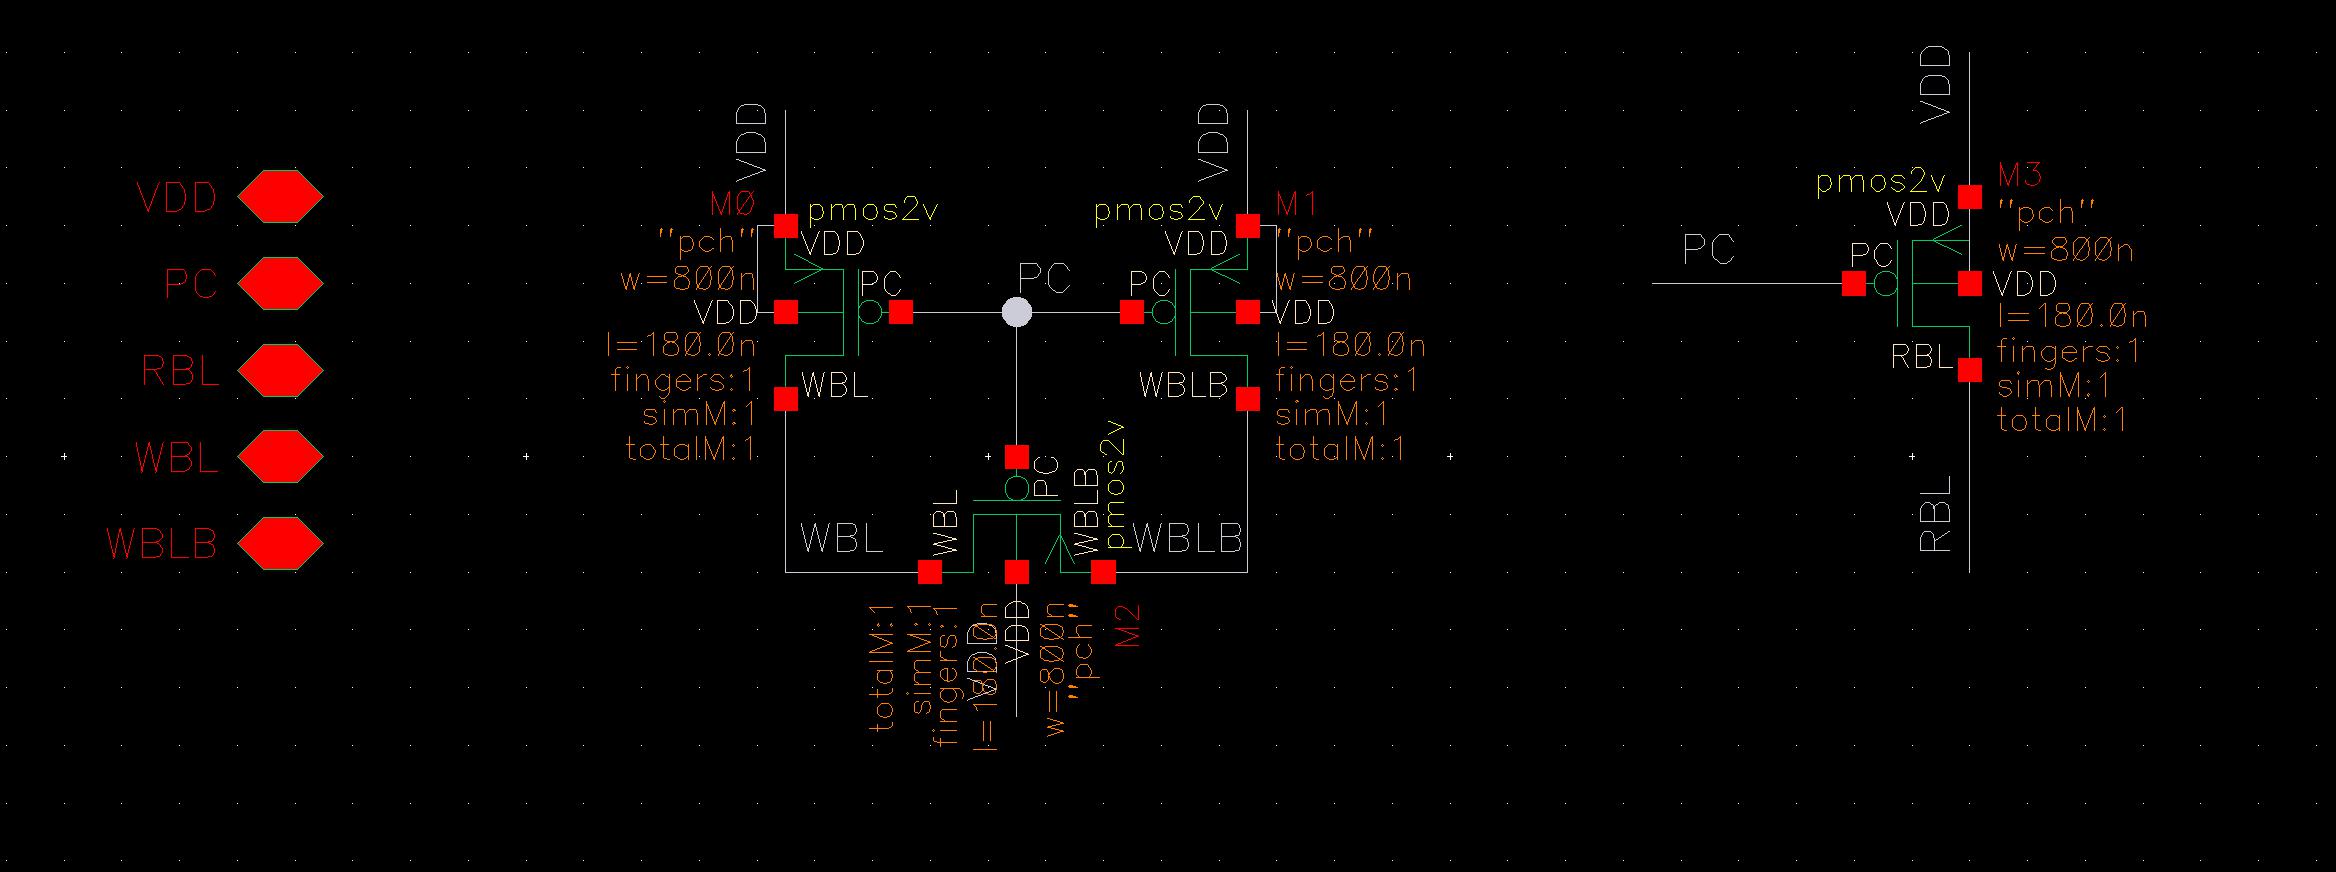 VDD
PC
RBL
WBL
WBLB
VDD
M0
pmos2v
"pch"
VDD
w=800n
PC
VDD
l=180.0n
fingers:1
WBL
simM:1
totalM:1
WBL
PC
VDD
pmos2v
M1
VDD
"pch"
PC
w=800n
VDD
l=180.0n
WBLB
fingers:1
simM:1
totalM:1
WBLB
WBL
PC
WBLB
pmos2v
totalM:1
simM:1
fingers:1
l=180.0n
VDD
VDD
w=800n
"pch"
M2
VDD
pmos2v
M3
VDD
"pch"
PC
PC
w=800n
VDD
l=180.0n
RBL
fingers:1
simM:1
totalM:1
RBL